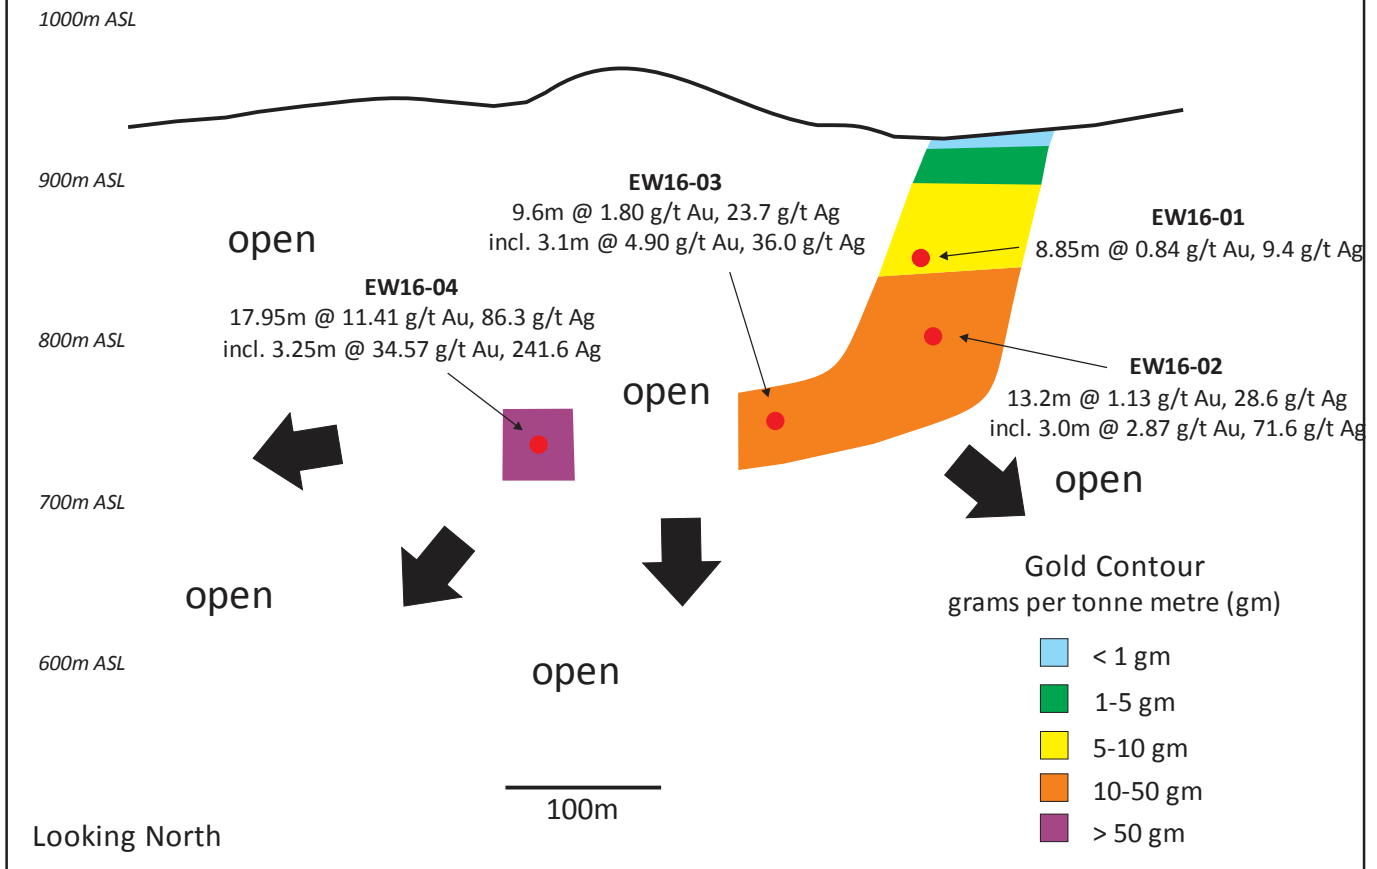 1000m ASL
900m ASL
EW16-03
9.6m @ 1.80 g/t Au, 23.7 g/t Ag
incl. 3.1m @ 4.90 g/t Au, 36.0 g/t Ag
EW16-01
8.85m @ 0.84 g/t Au, 9.4 g/t Ag
open
EW16-04
17.95m @ 11.41 g/t Au, 86.3 g/t Ag
incl. 3.25m @ 34.57 g/t Au, 241.6 Ag
800m ASL
open
EW16-02
13.2m @ 1.13 g/t Au, 28.6 g/t Ag
incl. 3.0m @ 2.87 g/t Au, 71.6 g/t Ag
open
700m ASL
open
600m ASL
open
Gold Contour
grams per tonne metre (gm)
< 1 gm
1-5 gm
5-10 gm
10-50 gm
> 50 gm
100m
Looking North